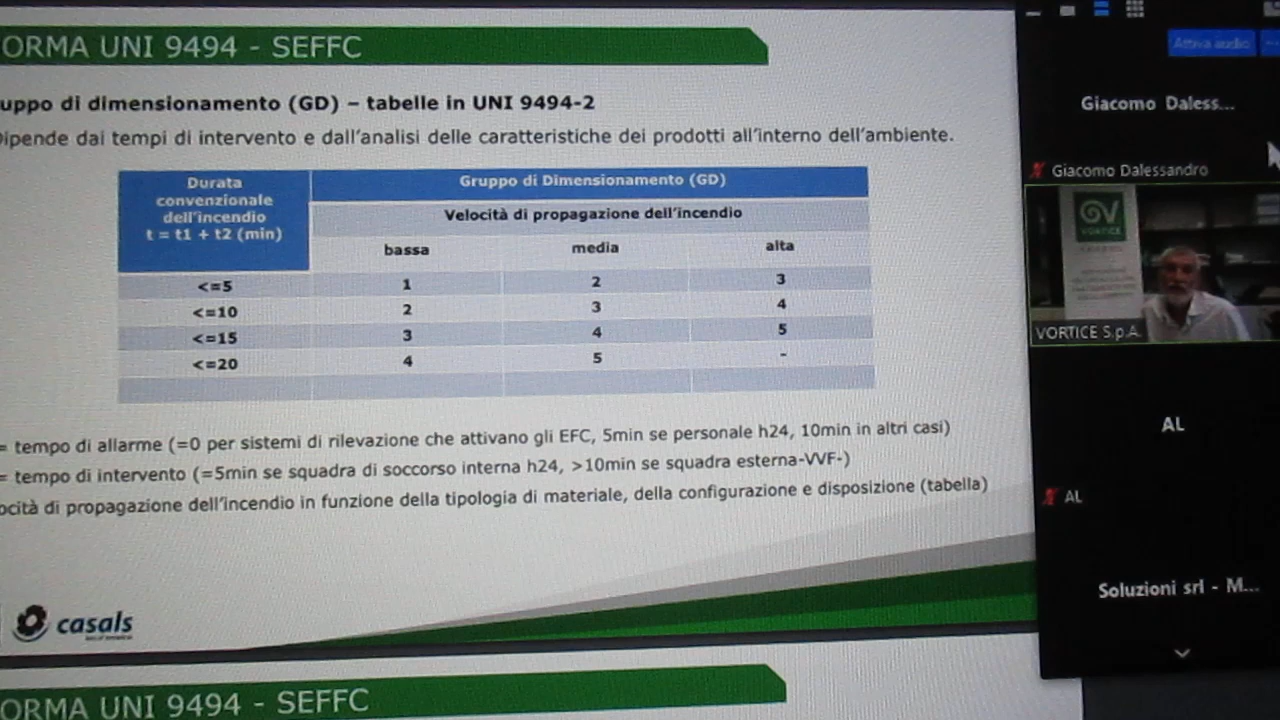 ORMA UNI 9494 - SEFFC
uppo di dimensionamento (GD) – tabelle in UNI 9494-2
Dipende dai tempi di intervento e dall'analisi delle caratteristiche dei prodotti all'interno dell'ambiente.
Durata
convenzionale
dell'incendio
t = t1 + t2 (min)
Gruppo di Dimensionamento (GD)
Velocità di propagazione dell'incendio
bassa media alta
<=5 1 2 3
<=10 2 3 4
<=15 3 4 5
<=20 4 5 -
= tempo di allarme (=0 per sistemi di rilevazione che attivano gli EFC, 5min se personale h24, 10min in altri casi)
= tempo di intervento (=5min se squadra di soccorso interna h24, >10min se squadra esterna-VVF-)
ocità di propagazione dell'incendio in funzione della tipologia di materiale, della configurazione e disposizione (tabella)
casals
ORMA UNI 9494 - SEFFC
Attiva audio
Giacomo Daless...
Giacomo Dalessandro
VORTICE
VORTICE S.p.A.
AL
AL
Soluzioni srl - M...